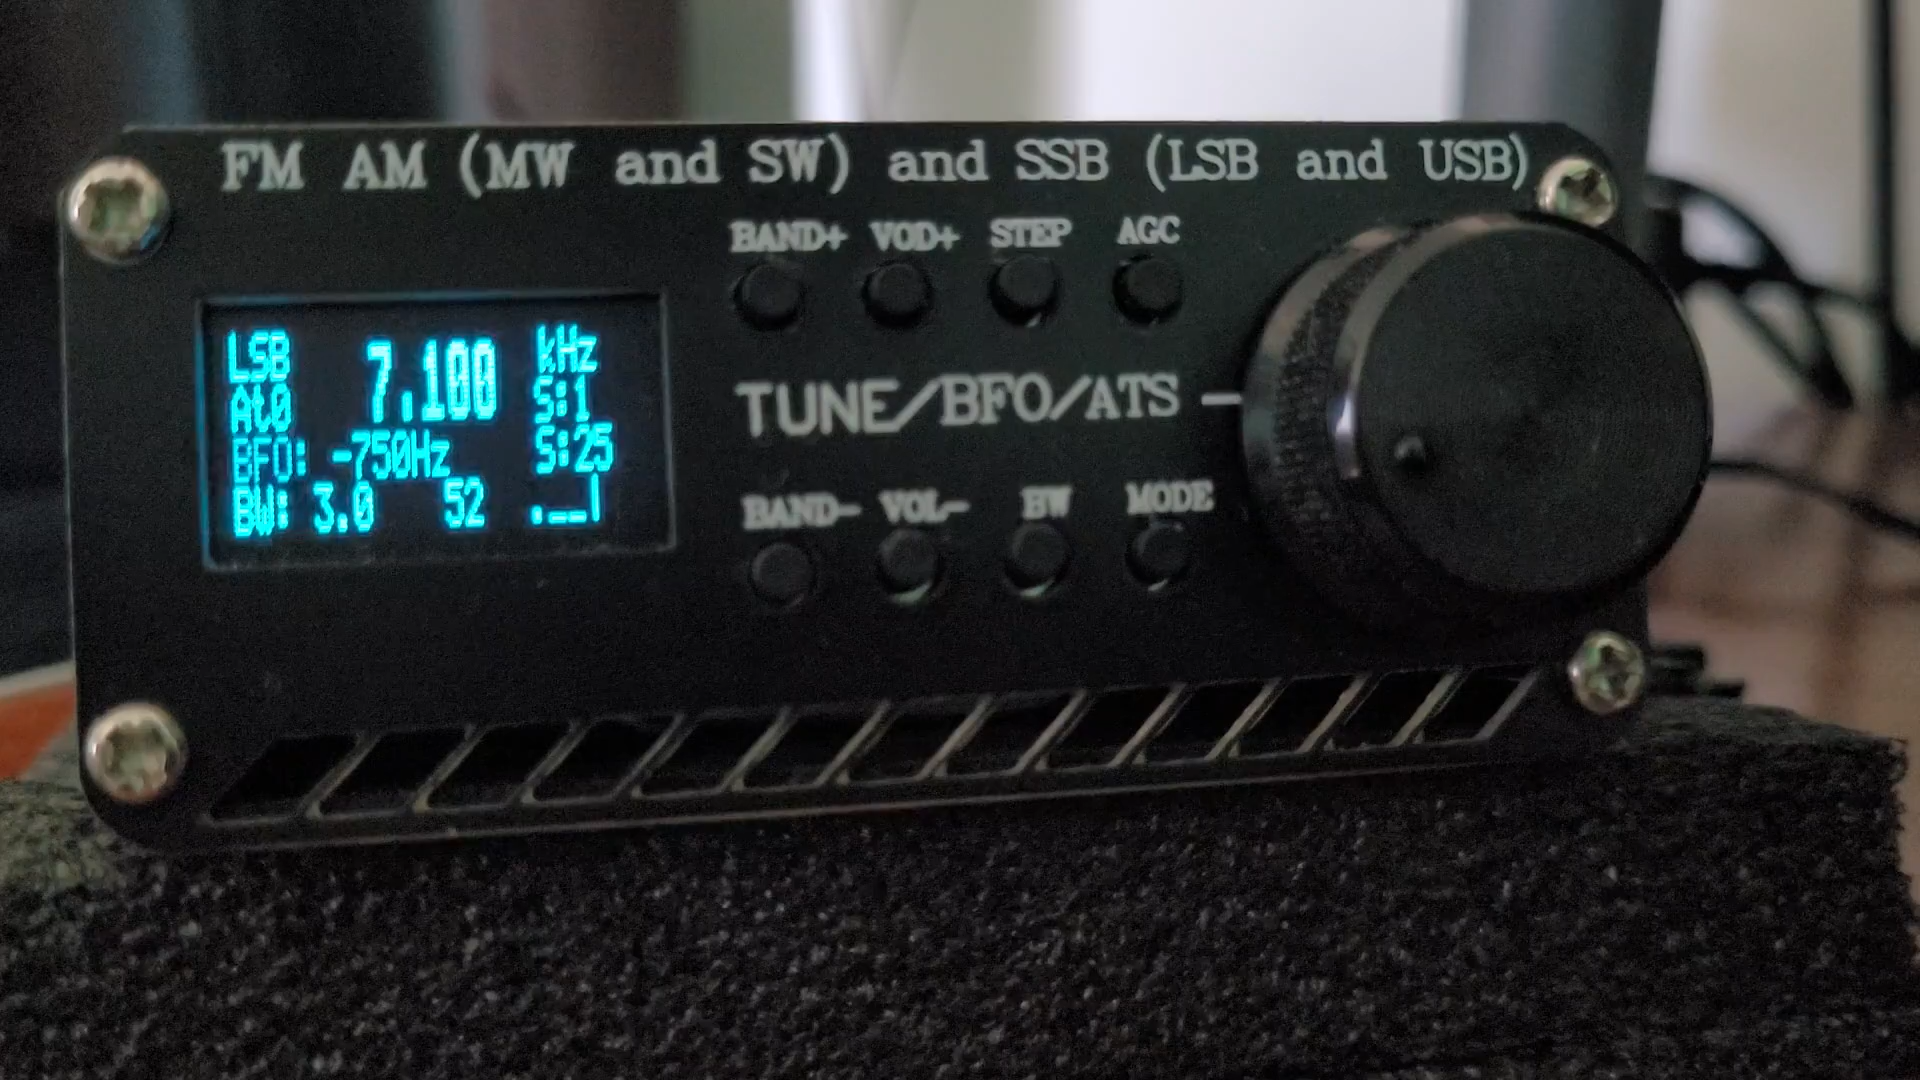 FM AM (MW and SW) and SSB (LSB and USB)
BAND+ VOD+ STEP AGC
LSB 7.100 kHz
At0 S:1
BFO: -750Hz S:25
BW: 3.0 52
TUNE/BFO/ATS
BAND- VOL- BW MODE